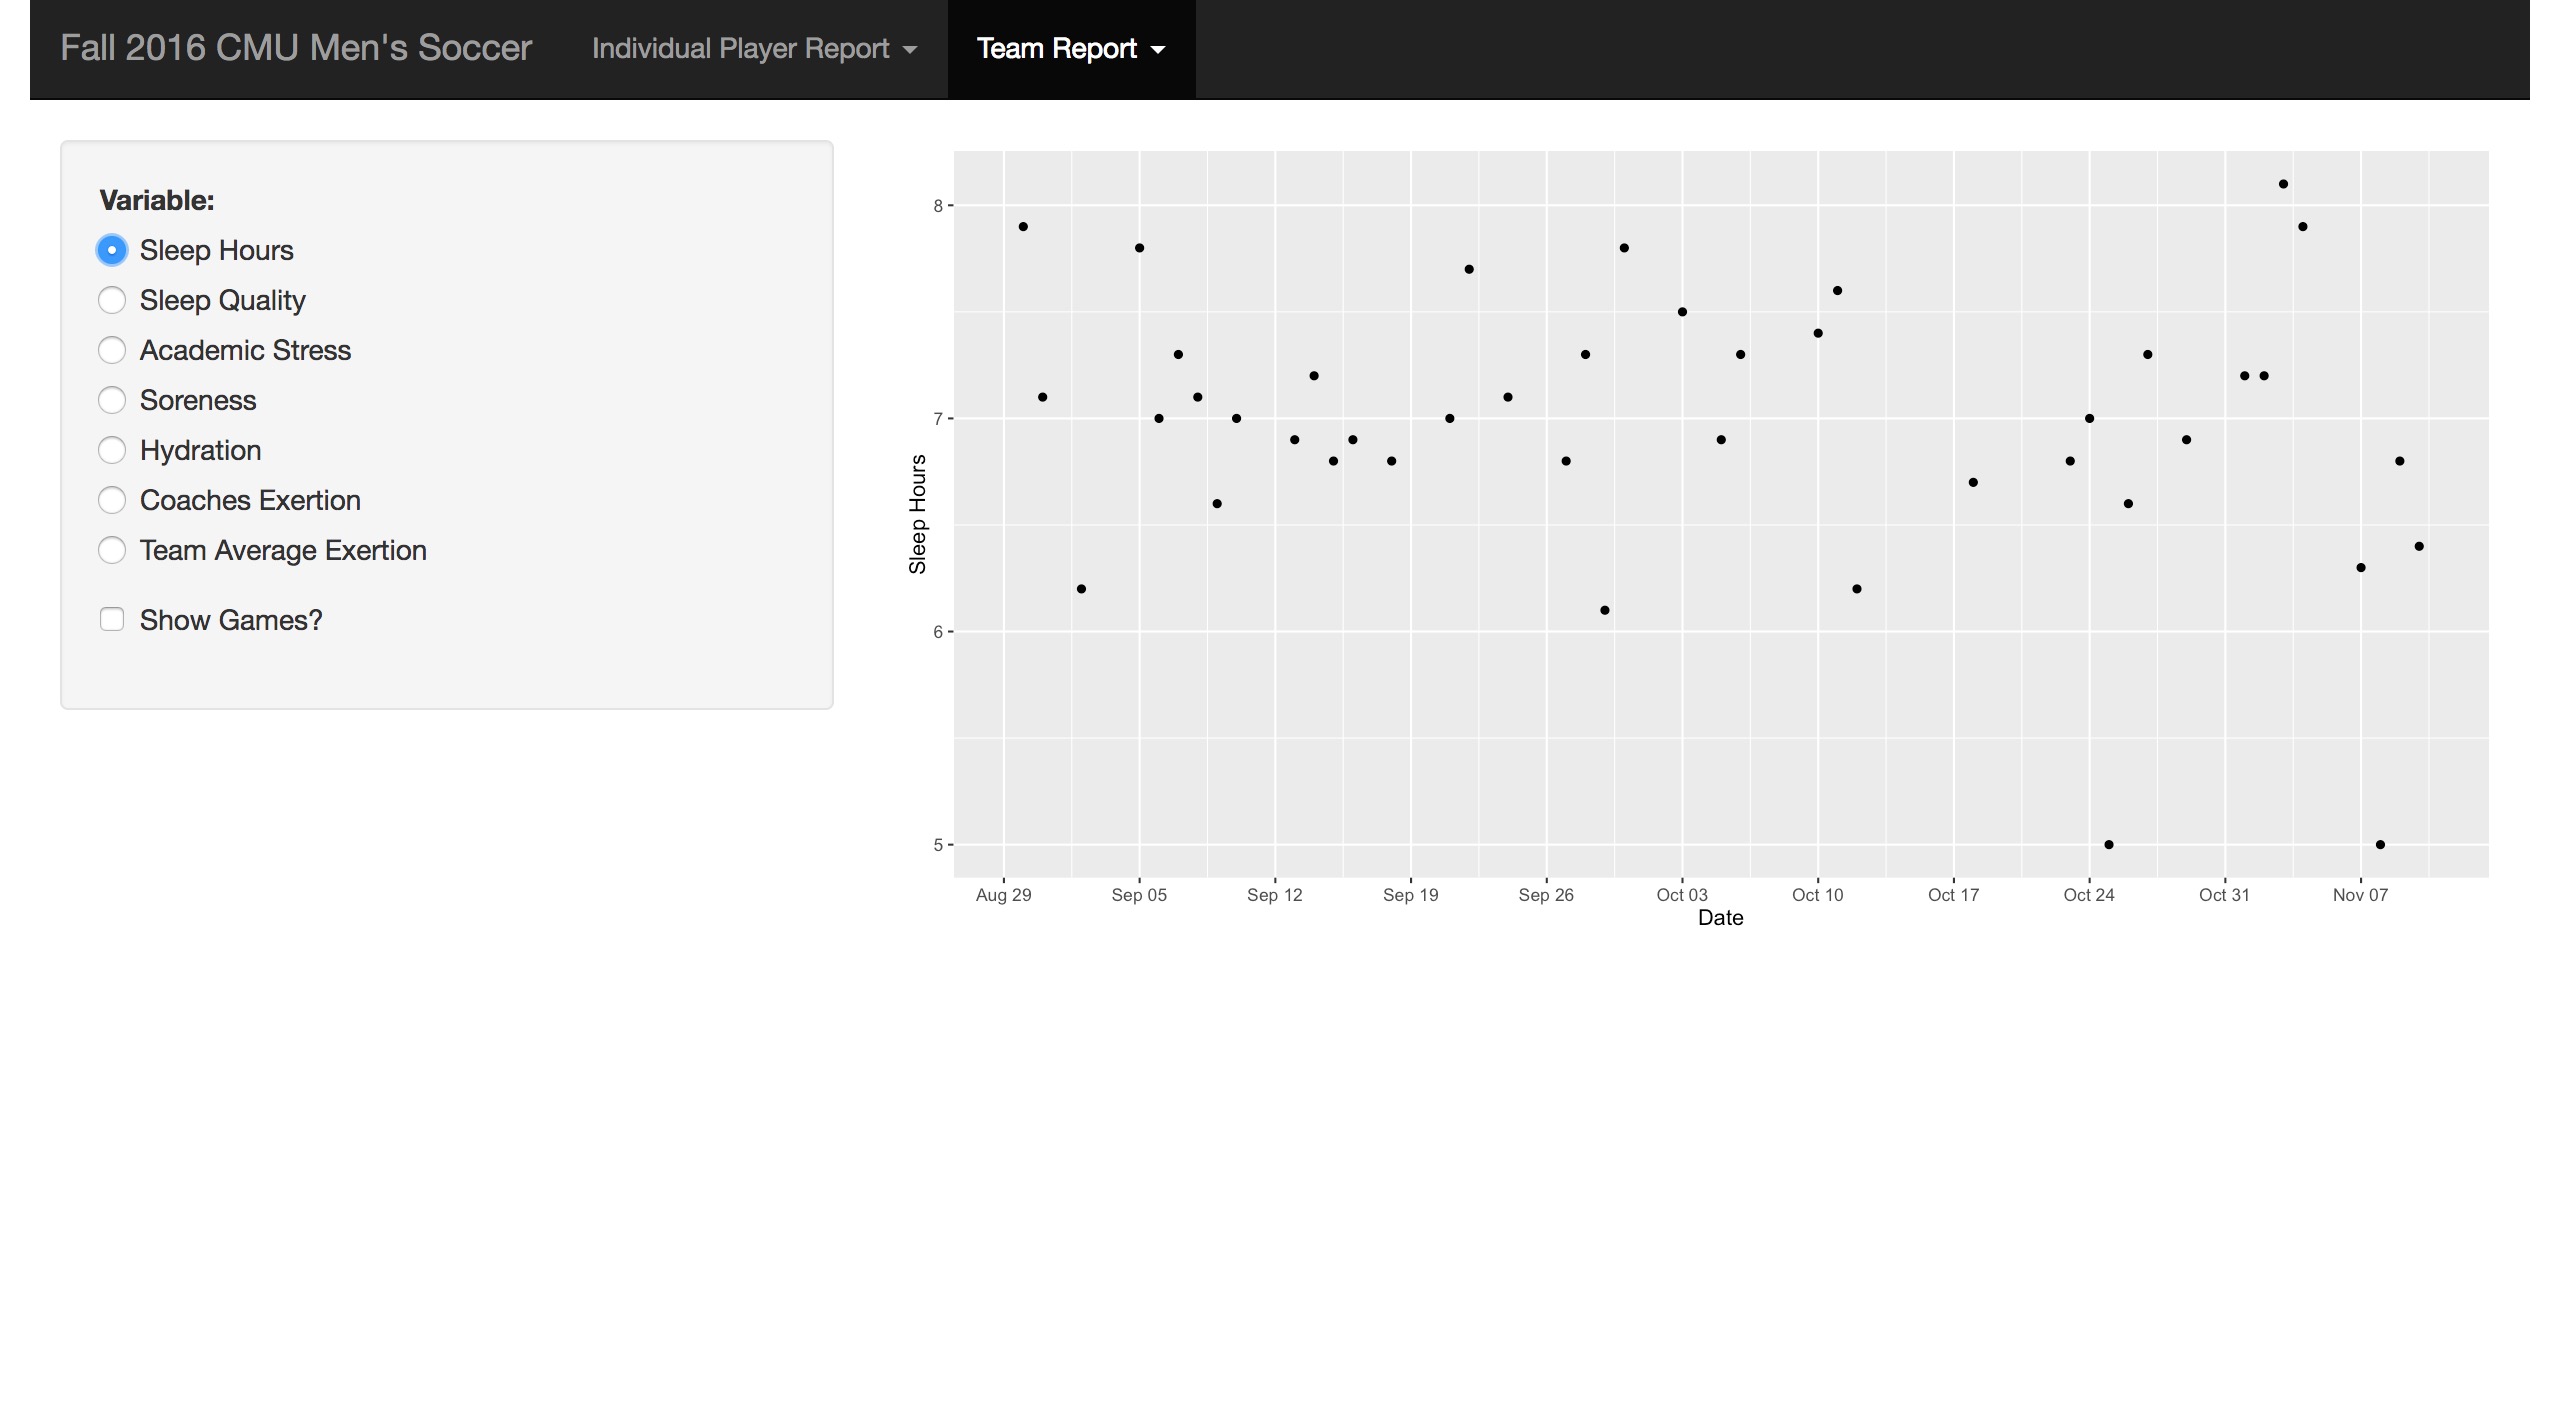 Fall 2016 CMU Men's Soccer Individual Player Report Team Report
Variable:
Sleep Hours
Sleep Quality
Academic Stress
Soreness
Hydration
Coaches Exertion
Team Average Exertion
Show Games?
Sleep Hours
8
7
6
5
Aug 29 Sep 05 Sep 12 Sep 19 Sep 26 Oct 03 Oct 10 Oct 17 Oct 24 Oct 31 Nov 07
Date